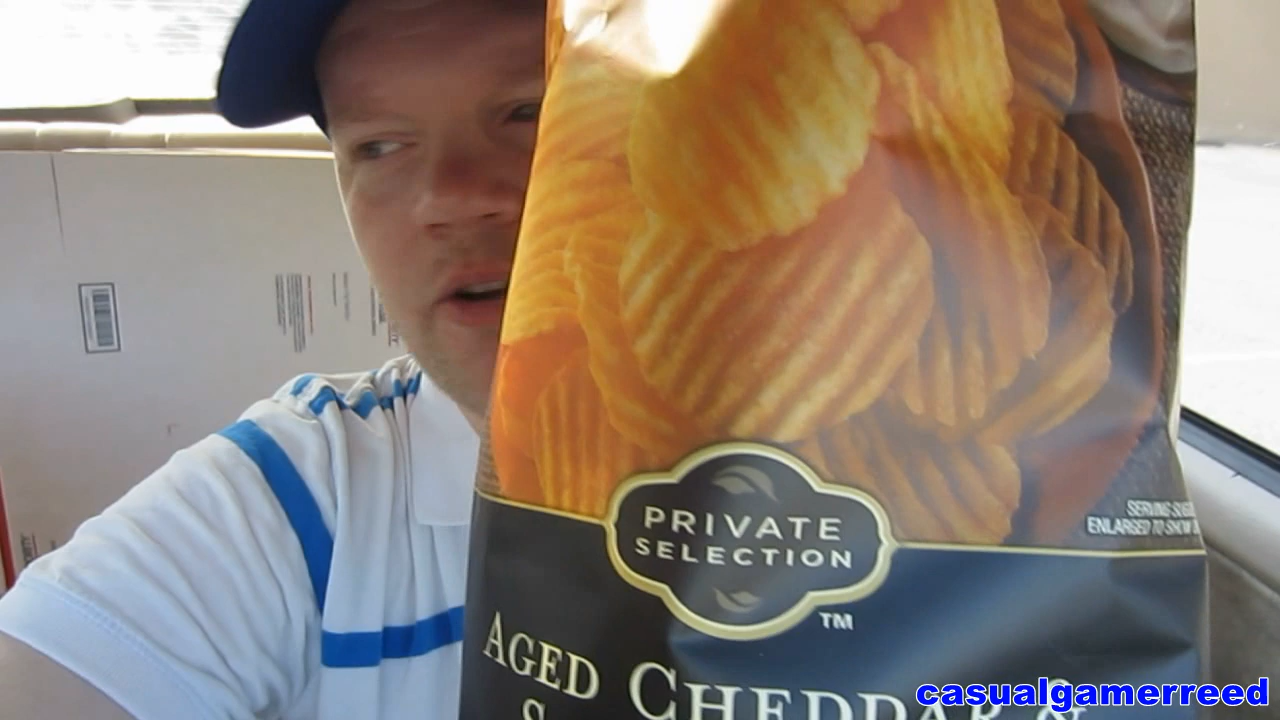 PRIVATE
SELECTION
TM
SERVING
ENLARGED TO SHOW
AGED CHEDDAR &
casualgamerreed